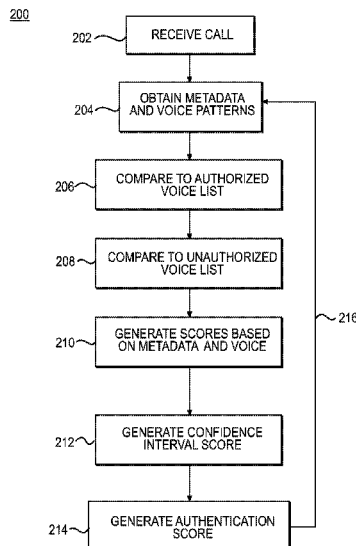 200
202
RECEIVE CALL
204
OBTAIN METADATA
AND VOICE PATTERNS
206
COMPARE TO AUTHORIZED
VOICE LIST
208
COMPARE TO UNAUTHORIZED
VOICE LIST
210
GENERATE SCORES BASED
ON METADATA AND VOICE
216
212
GENERATE CONFIDENCE
INTERVAL SCORE
214
GENERATE AUTHENTICATION
SCORE